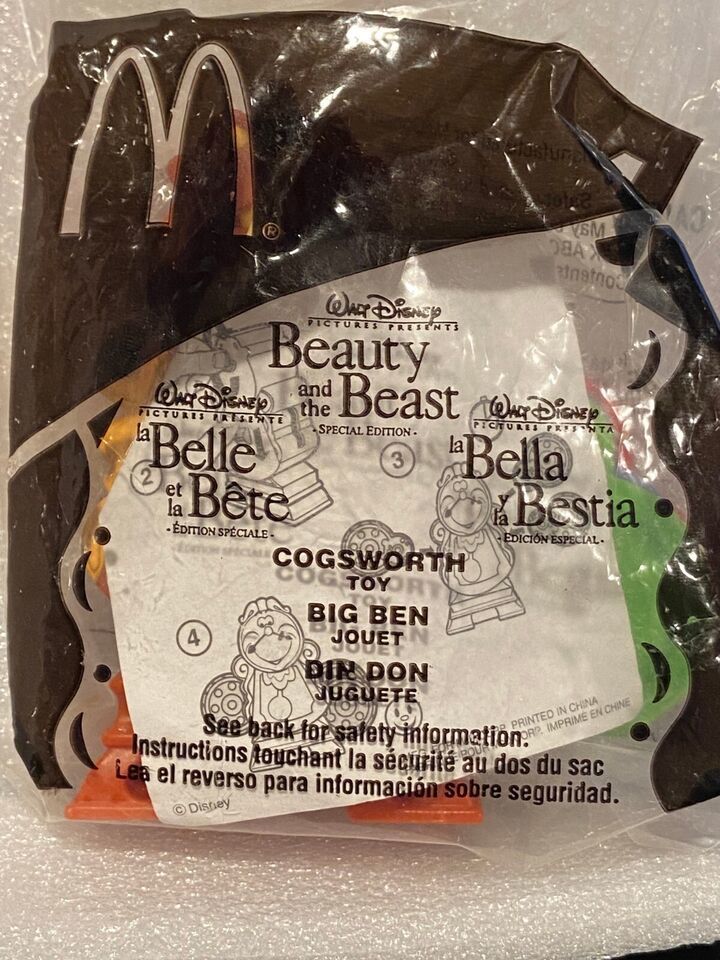 M®
Walt Disney
PICTURES PRESENTS
Beauty
and the Beast
- SPECIAL EDITION -
Walt Disney
PICTURES PRÉSENTE
la Belle
et la Bête
- ÉDITION SPÉCIALE -
Walt Disney
PICTURES PRESENTA
la Bella
y la Bestia
- EDICIÓN ESPECIAL -
2
3
4
COGSWORTH
TOY
BIG BEN
JOUET
DIN DON
JUGUETE
PRINTED IN CHINA
IMPRIMÉ EN CHINE
See back for safety information.
Instructions touchant la sécurité au dos du sac
Lea el reverso para información sobre seguridad.
© Disney